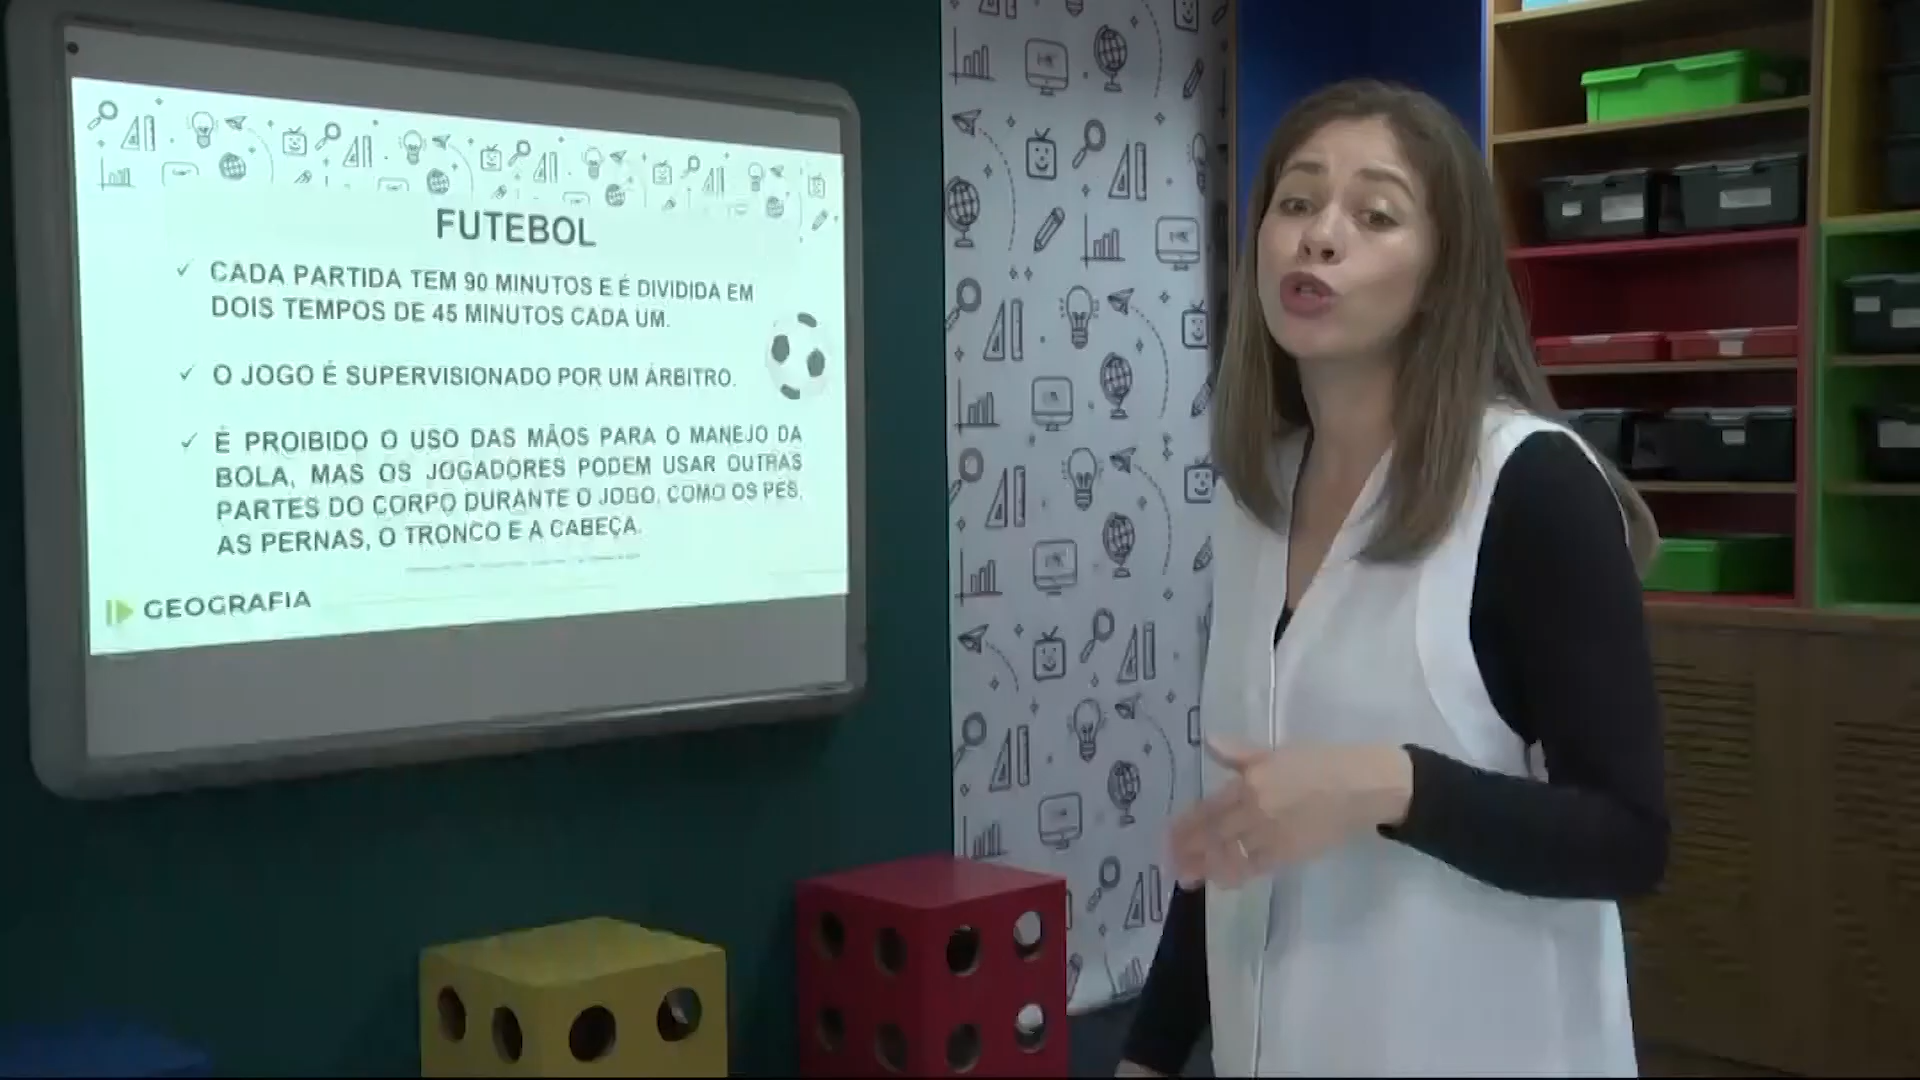 FUTEBOL
CADA PARTIDA TEM 90 MINUTOS E É DIVIDIDA EM
DOIS TEMPOS DE 45 MINUTOS CADA UM.
O JOGO É SUPERVISIONADO POR UM ÁRBITRO.
É PROIBIDO O USO DAS MÃOS PARA O MANEJO DA
BOLA, MAS OS JOGADORES PODEM USAR OUTRAS
PARTES DO CORPO DURANTE O JOGO, COMO OS PÉS,
AS PERNAS, O TRONCO E A CABEÇA.
GEOGRAFIA